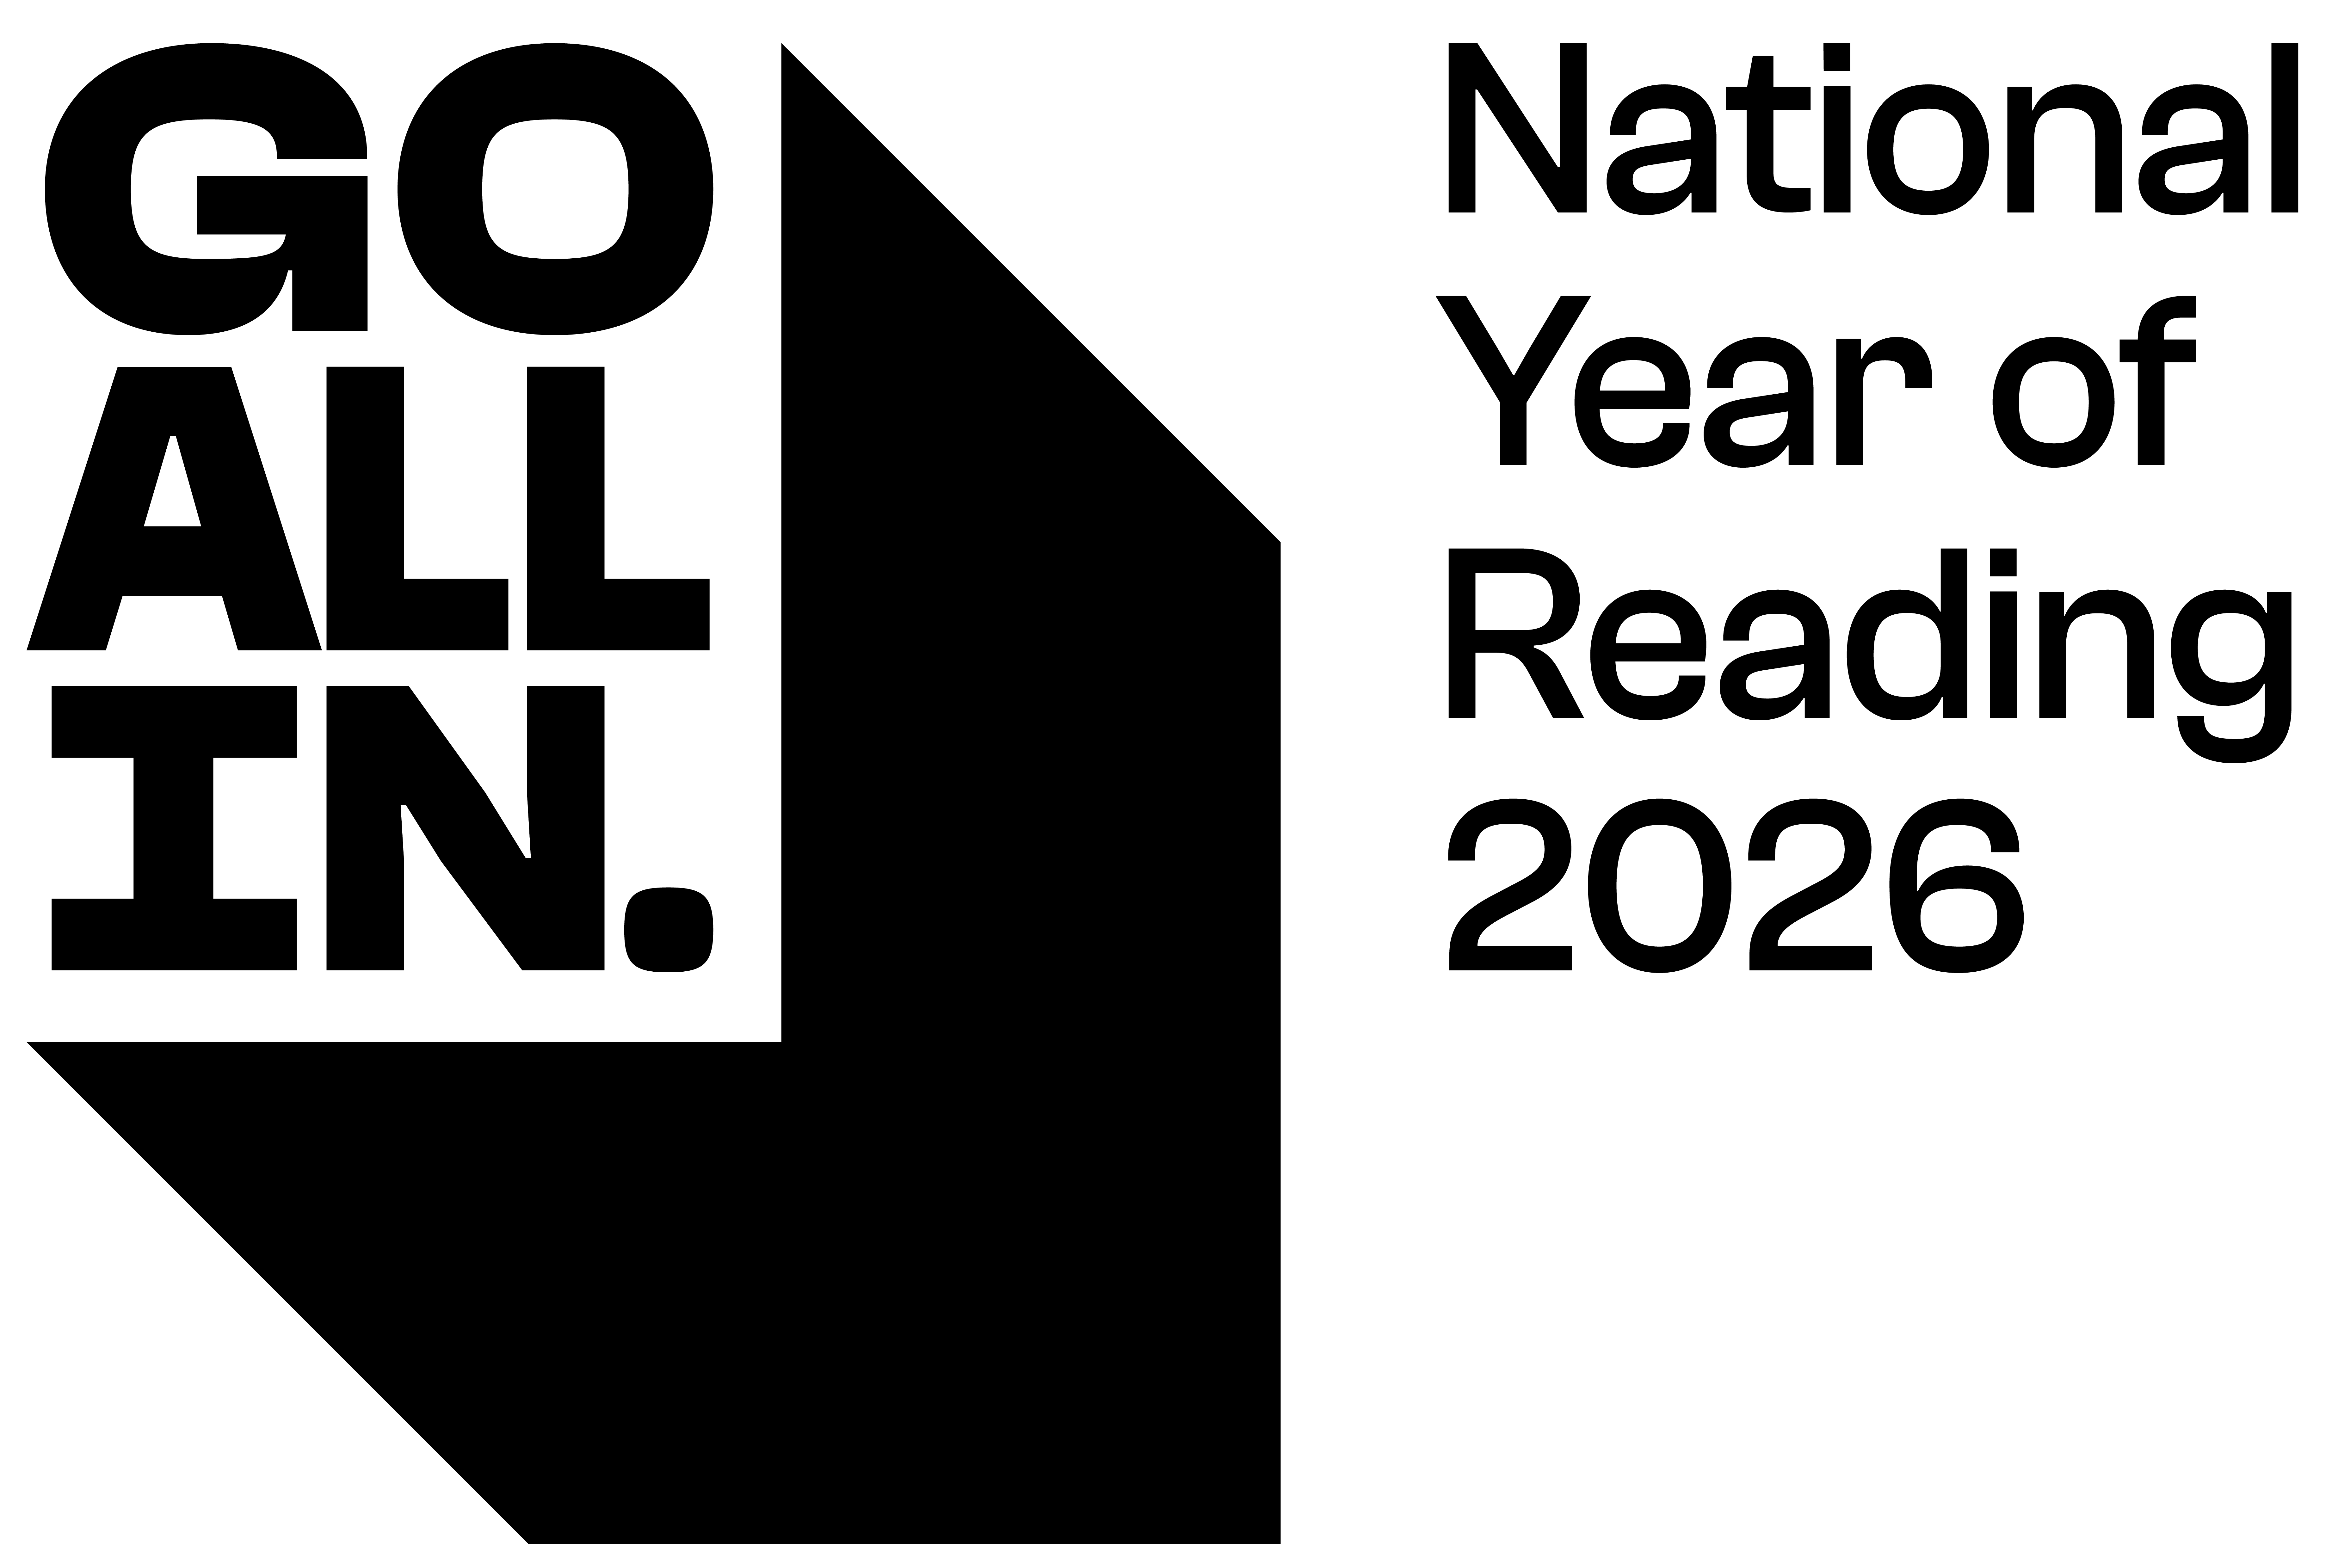 GO
ALL
IN.
National
Year of
Reading
2026